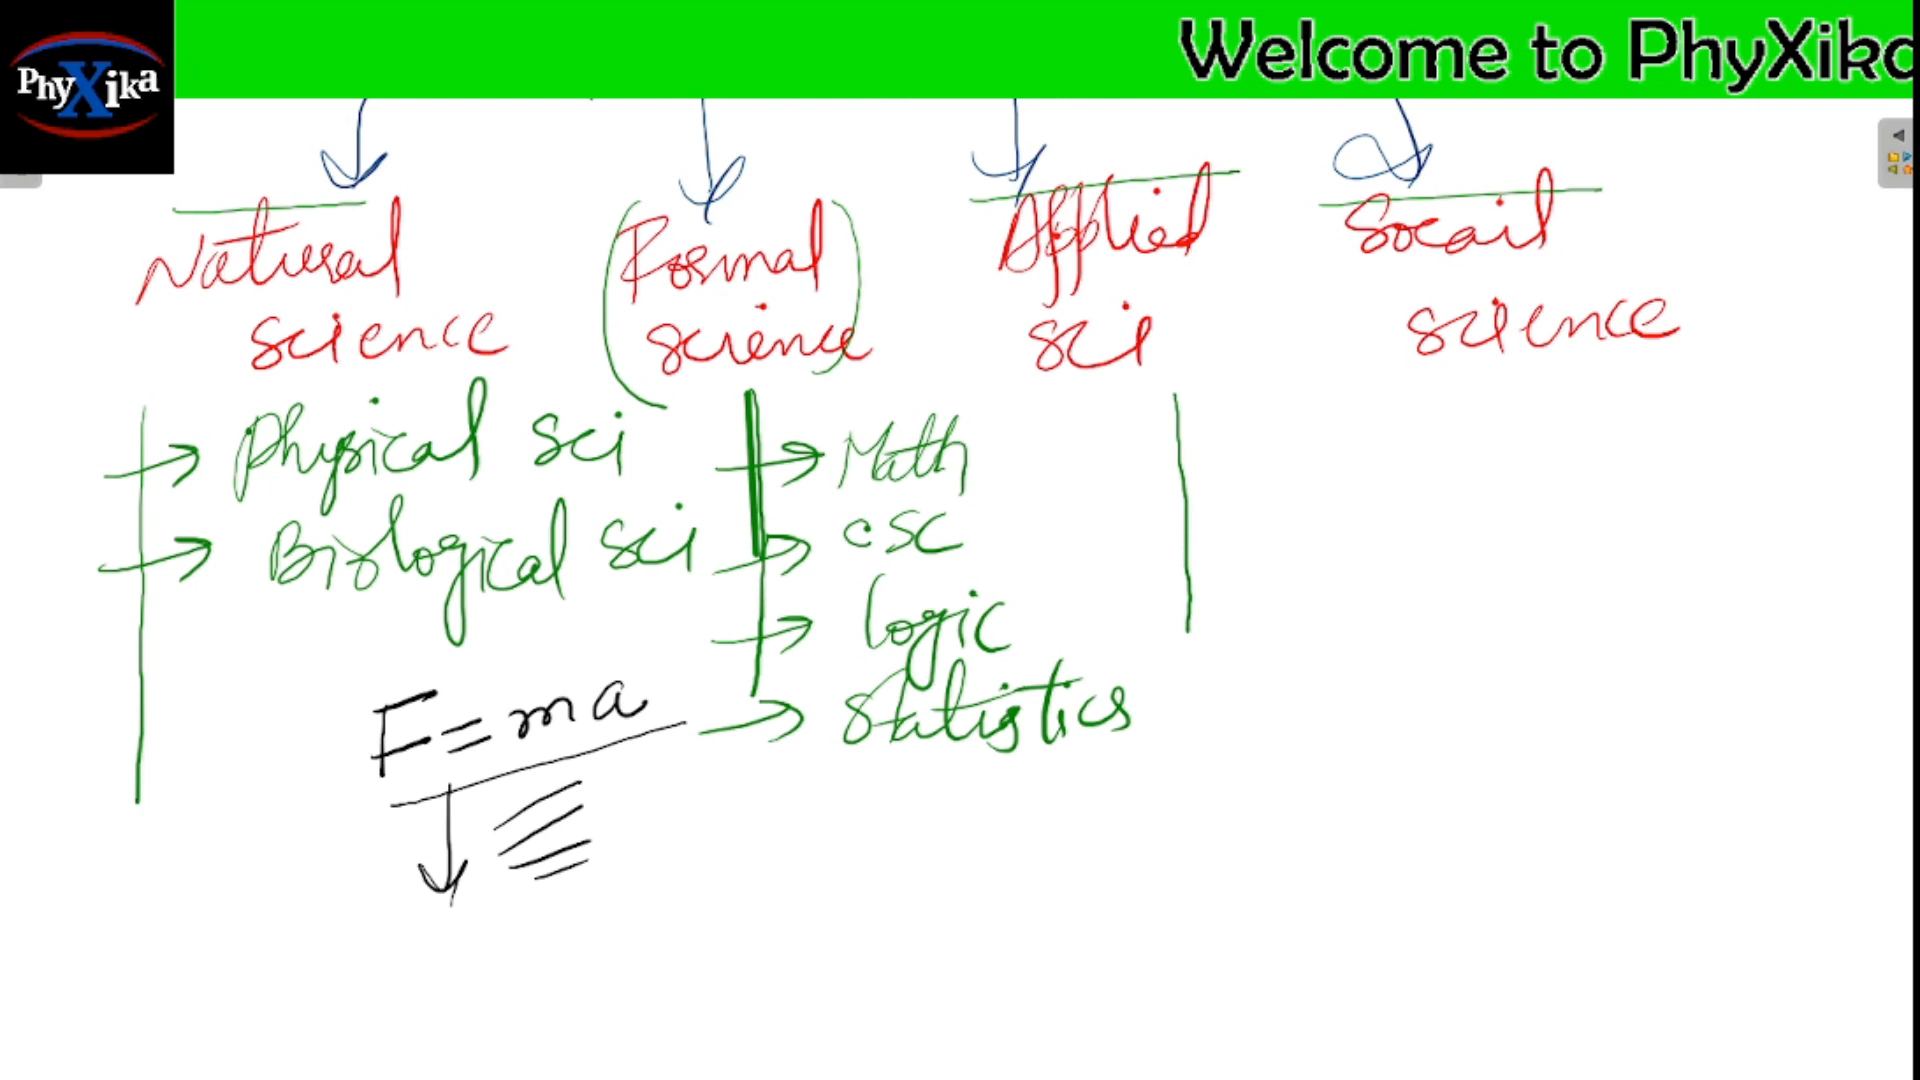 PhyXika
Welcome to PhyXika
Natural science
Formal science
Applied sci
Socail science
Physical sci
Biological sci
Math
csc
logic
statistics
F=ma